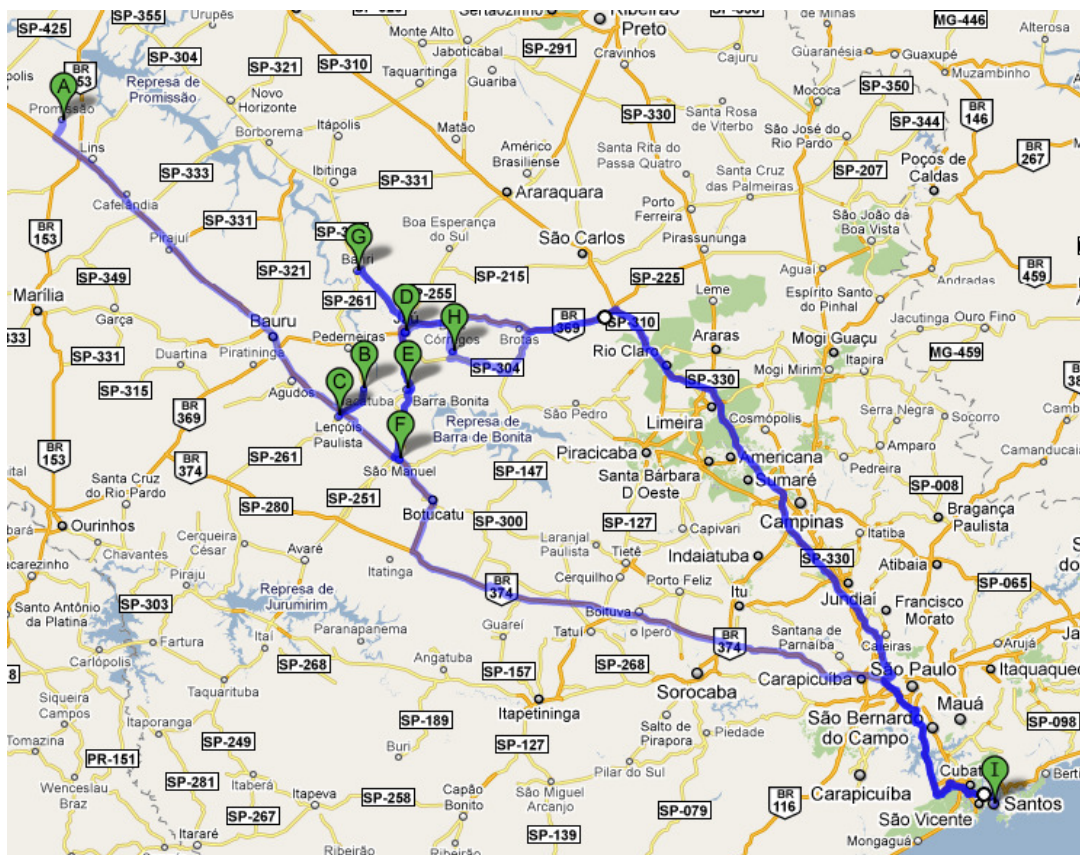 SP-425
SP-355
Urupês
SP-304
SP-321
SP-310
Monte Alto
Jaboticabal
Taquaritinga
Guariba
SP-291
Ribeirão
Preto
Cravinhos
Cajuru
MG-446
Alterosa
de Minas
Guaranésia
Guaxupé
Muzambinho
Mococa
SP-350
A
BR
Promissão
Represa de
Promissão
Novo
Horizonte
Borborema
Itápolis
Matão
Américo
Brasiliense
SP-330
Santa Rosa
de Viterbo
Santa Rita do
Passa Quatro
São José do
Rio Pardo
SP-344
BR
146
BR
267
Lins
SP-333
Ibitinga
SP-331
Araraquara
Santa Cruz
das Palmeiras
SP-207
Poços de
Caldas
Cafelândia
SP-331
Boa Esperança
do Sul
Porto
Ferreira
São João da
Boa Vista
BR
153
Pirajuí
G
Bariri
São Carlos
Pirassununga
SP-349
SP-321
SP-215
SP-225
Aguaí
Andradas
BR
459
Marília
Garça
SP-261
D
SP-255
H
Leme
Espírito Santo
do Pinhal
Jacutinga
Ouro Fino
Bauru
Pederneiras
Córregos
Brotas
BR
369
SP-310
Araras
Mogi Guaçu
MG-459
SP-331
Duartina
Piratininga
B
E
SP-304
Rio Claro
Itapira
Mogi Mirim
SP-315
Agudos
C
Barra Bonita
São Pedro
SP-330
Serra Negra
Socorro
BR
369
Lençóis
Paulista
F
Represa de
Barra de Bonita
Limeira
Cosmópolis
Amparo
Camanducaia
BR
153
BR
374
SP-261
São Manuel
SP-147
Piracicaba
Americana
Pedreira
Santa Cruz
do Rio Pardo
SP-251
Santa Bárbara
D Oeste
Sumaré
SP-008
SP-280
Botucatu
SP-300
SP-127
Campinas
Bragança
Paulista
Ourinhos
Cerqueira
César
Avaré
Laranjal
Paulista
Tietê
Capivari
Itatiba
Chavantes
Itatinga
Indaiatuba
SP-330
Atibaia
Piraju
Represa de
Jurumirim
BR
374
Cerquilho
Porto Feliz
Itu
Jundiaí
SP-065
SP-303
Santo Antônio
da Platina
Boituva
Francisco
Morato
Fartura
Itaí
Paranapanema
Guareí
Tatuí
Iperó
BR
374
Santana de
Parnaíba
Caieiras
Arujá
Carlópolis
SP-268
Angatuba
SP-157
SP-268
Carapicuíba
São Paulo
Itaquaquec
Taquarituba
Sorocaba
Siqueira
Campos
Itaporanga
SP-189
Itapetininga
São Bernardo
do Campo
Mauá
SP-098
Tomazina
SP-249
Buri
SP-127
Salto de
Pirapora
Piedade
PR-151
Pilar do Sul
Cubat
I
Berti
Wenceslau
Braz
SP-281
Itaberá
Itapeva
SP-258
Capão
Bonito
São Miguel
Arcanjo
SP-079
BR
116
Carapicuíba
Santos
São Vicente
SP-267
Itararé
Ribeirão
Ribeirão
SP-139
Mongaguá